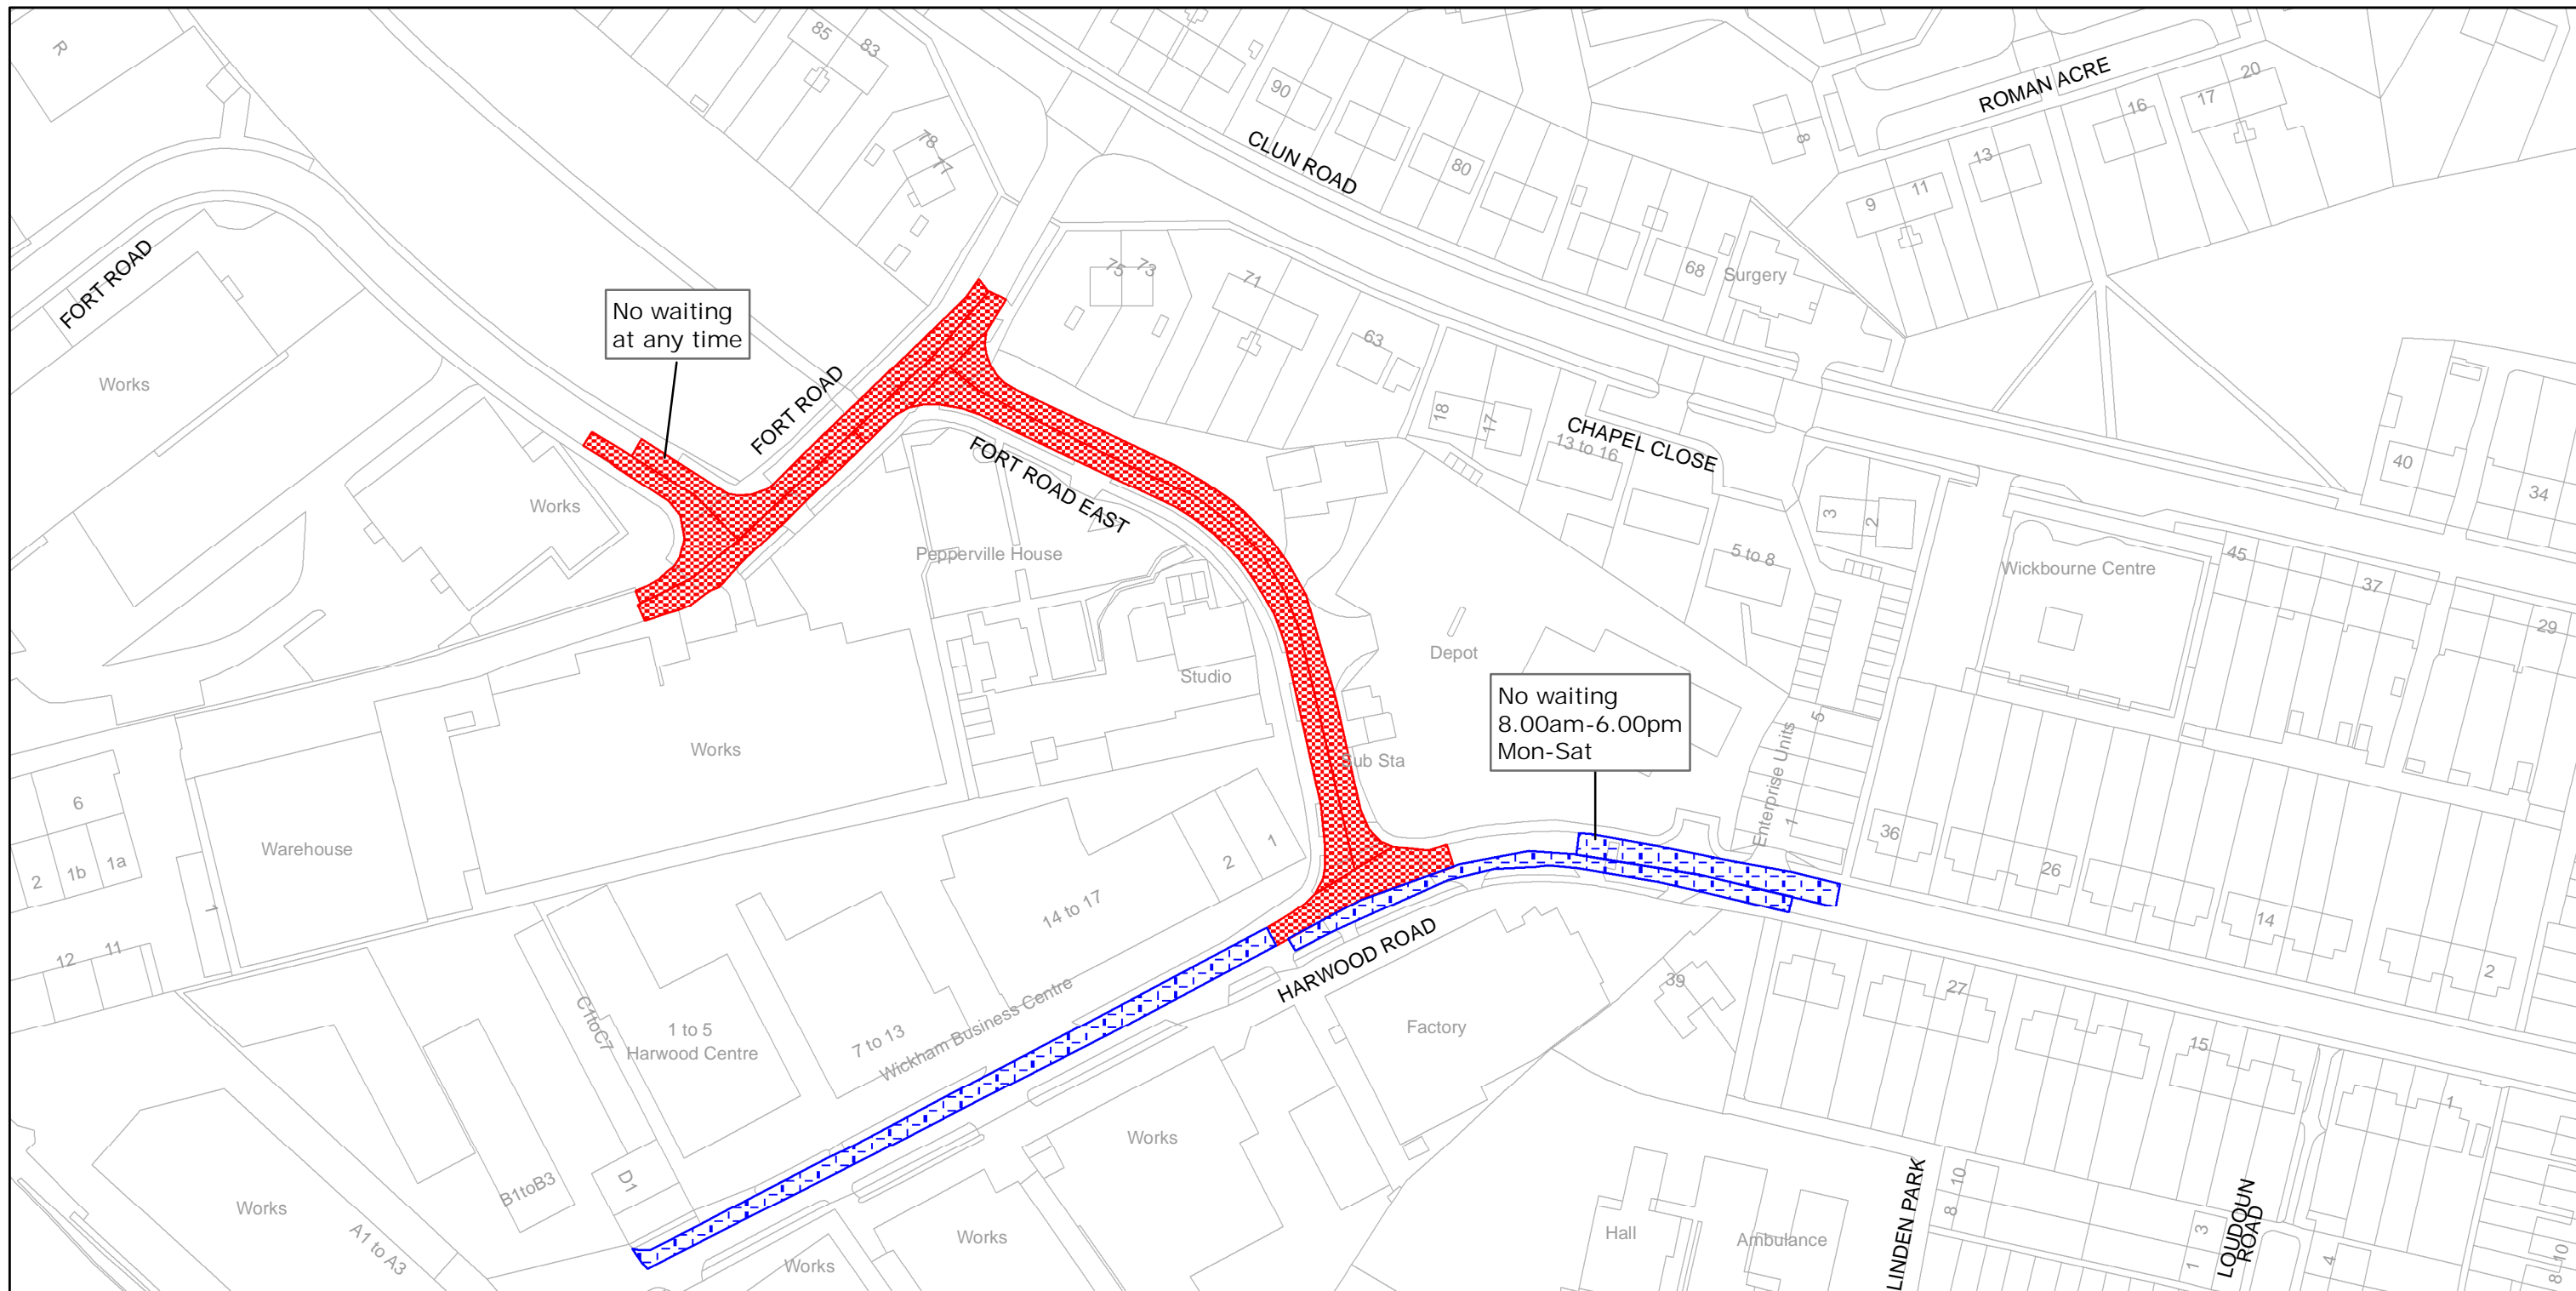 R
85
83
90
ROMAN ACRE
20
17
16
8
78
77
CLUN ROAD
80
13
11
9
FORT ROAD
75
73
71
68
Surgery
No waiting
at any time
63
Works
FORT ROAD
18
17
CHAPEL CLOSE
13 to 16
40
34
FORT ROAD EAST
Works
Pepperville House
3
2
5 to 8
Wickbourne Centre
45
37
29
Depot
Studio
No waiting
8.00am-6.00pm
Mon-Sat
5
Enterprise Units
1
Works
Sub Sta
6
2
1b
1a
Warehouse
1
2
1
36
26
14
2
14 to 17
12
11
HARWOOD ROAD
39
27
15
1
C1toC7
1 to 5
Harwood Centre
7 to 13
Wickham Business Centre
Factory
Works
D1
B1toB3
Works
A1 to A3
Works
Works
Hall
Ambulance
LINDEN PARK
10
8
3
1
LOUDOUN
ROAD
4
10
8